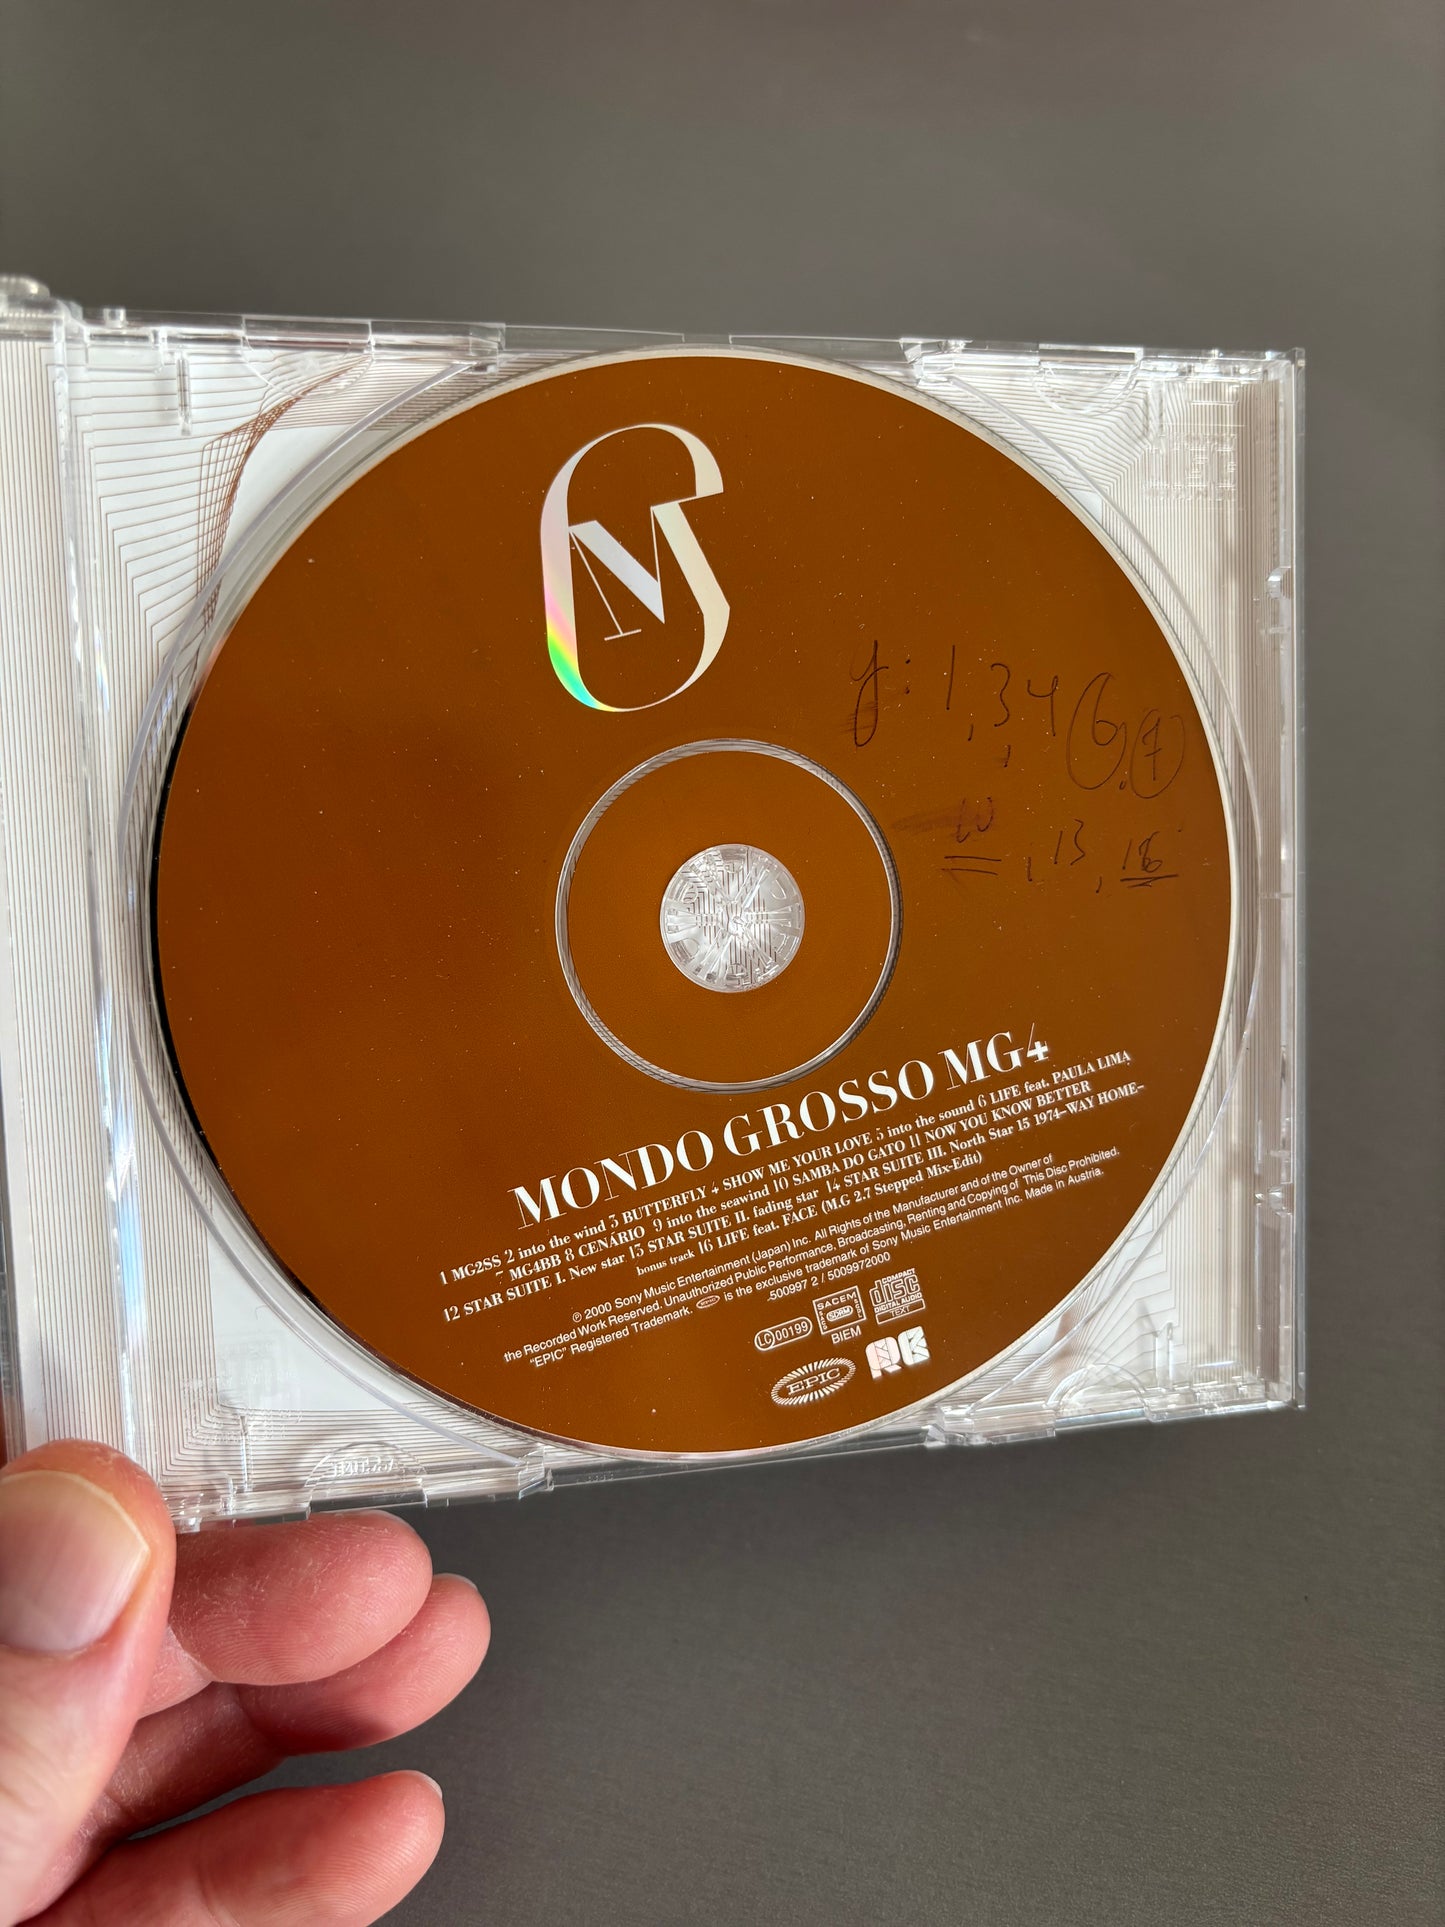 M
y: 1, 3, 4 6, 7
10, 13, 16
MONDO GROSSO MG4
1 MG2SS 2 into the wind 3 BUTTERFLY 4 SHOW ME YOUR LOVE 5 into the sound 6 LIFE feat. PAULA LIMA
7 MG4BB 8 CENÁRIO 9 into the seawind 10 SAMBA DO GATO 11 NOW YOU KNOW BETTER
12 STAR SUITE I. New star 13 STAR SUITE II. fading star 14 STAR SUITE III. North Star 15 1974–WAY HOME–
bonus track 16 LIFE feat. FACE (M.G 2.7 Stepped Mix-Edit)
℗ 2000 Sony Music Entertainment (Japan) Inc. All Rights of the Manufacturer and of the Owner of
the Recorded Work Reserved. Unauthorized Public Performance, Broadcasting, Renting and Copying of This Disc Prohibited.
"EPIC" Registered Trademark. EPIC is the exclusive trademark of Sony Music Entertainment Inc. Made in Austria.
-500997 2 / 5009972000
LC 00199
SACEM
SDRM
BIEM
COMPACT
disc
DIGITAL AUDIO
TEXT
EPIC